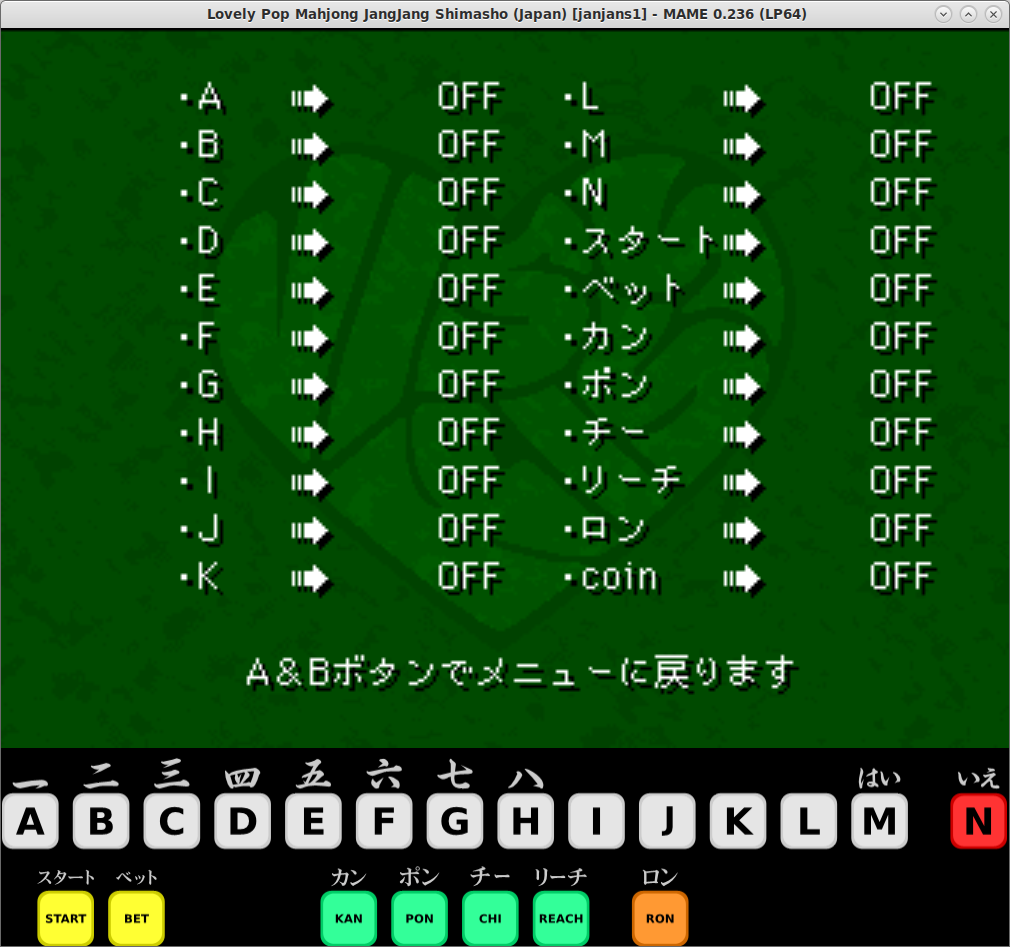 Lovely Pop Mahjong JangJang Shimasho (Japan) [janjans1] - MAME 0.236 (LP64)
・A ➡ OFF ・L ➡ OFF
・B ➡ OFF ・M ➡ OFF
・C ➡ OFF ・N ➡ OFF
・D ➡ OFF ・スタート ➡ OFF
・E ➡ OFF ・ベット ➡ OFF
・F ➡ OFF ・カン ➡ OFF
・G ➡ OFF ・ポン ➡ OFF
・H ➡ OFF ・チー ➡ OFF
・I ➡ OFF ・リーチ ➡ OFF
・J ➡ OFF ・ロン ➡ OFF
・K ➡ OFF ・coin ➡ OFF
A&Bボタンでメニューに戻ります
一 二 三 四 五 六 七 八 はい いえ
A B C D E F G H I J K L M N
スタート ベット カン ポン チー リーチ ロン
START BET KAN PON CHI REACH RON